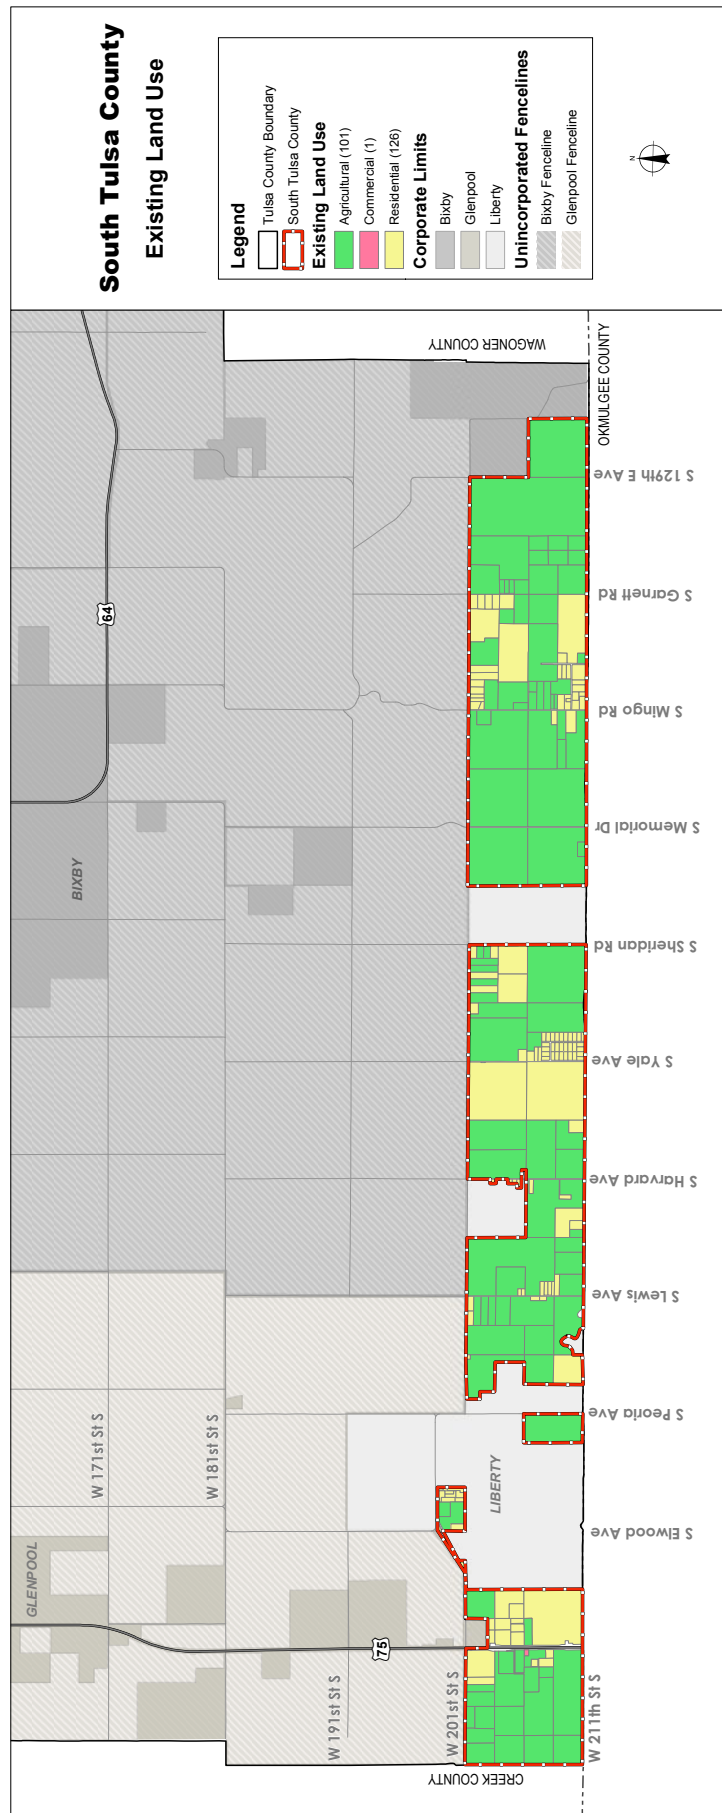 South Tulsa County
Existing Land Use
Legend
Tulsa County Boundary
South Tulsa County
Existing Land Use
Agricultural (101)
Commercial (1)
Residential (126)
Corporate Limits
Bixby
Glenpool
Liberty
Unincorporated Fencelines
Bixby Fenceline
Glenpool Fenceline
N
WAGONER COUNTY
OKMULGEE COUNTY
S 129th E Ave
S Garnett Rd
S Mingo Rd
S Memorial Dr
S Sheridan Rd
S Yale Ave
S Harvard Ave
S Lewis Ave
S Peoria Ave
S Elwood Ave
64
BIXBY
W 171st St S
W 181st St S
GLENPOOL
LIBERTY
75
W 191st St S
W 201st St S
W 211th St S
CREEK COUNTY